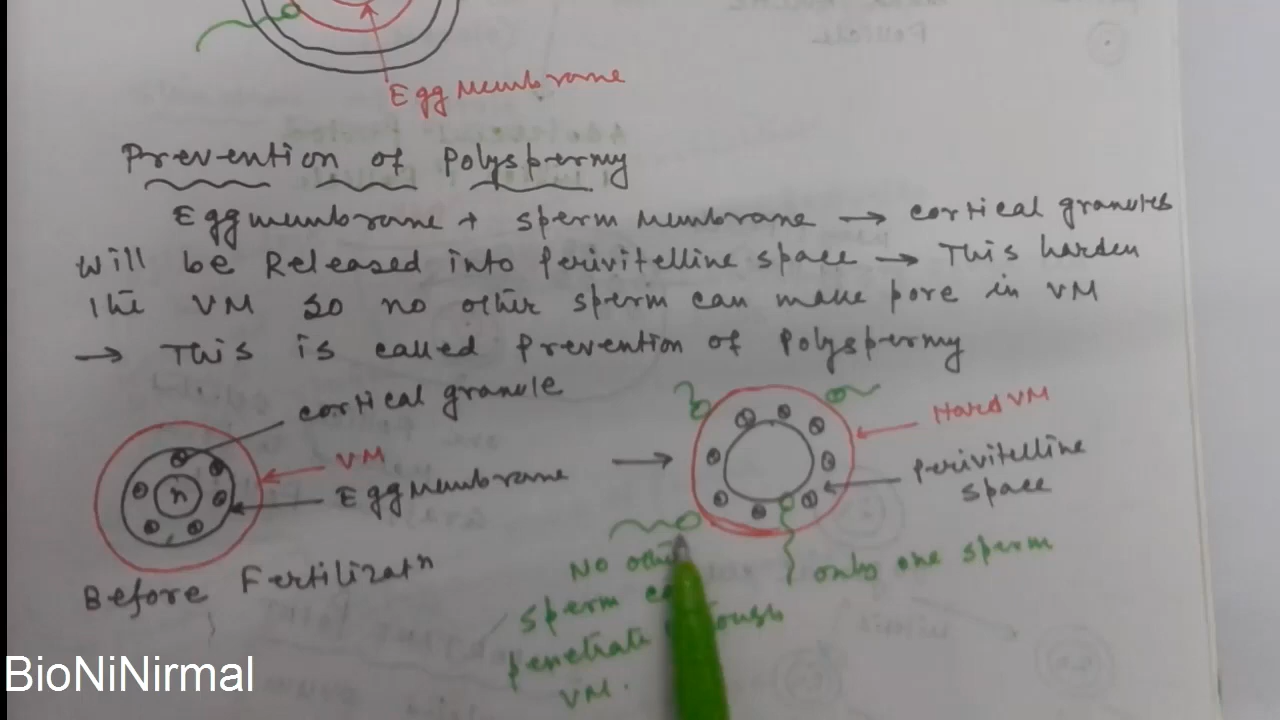 Egg membrane
Prevention of Polyspermy
Egg membrane + sperm membrane → cortical granules
will be Released into perivitelline space → This harden
the VM so no other sperm can make pore in VM
→ This is called Prevention of Polyspermy
cortical granule
VM
Egg membrane
n
Before Fertilizatn
Hard VM
Perivitelline
space
only one sperm
No other
sperm
penetrate
VM.
BioNiNirmal